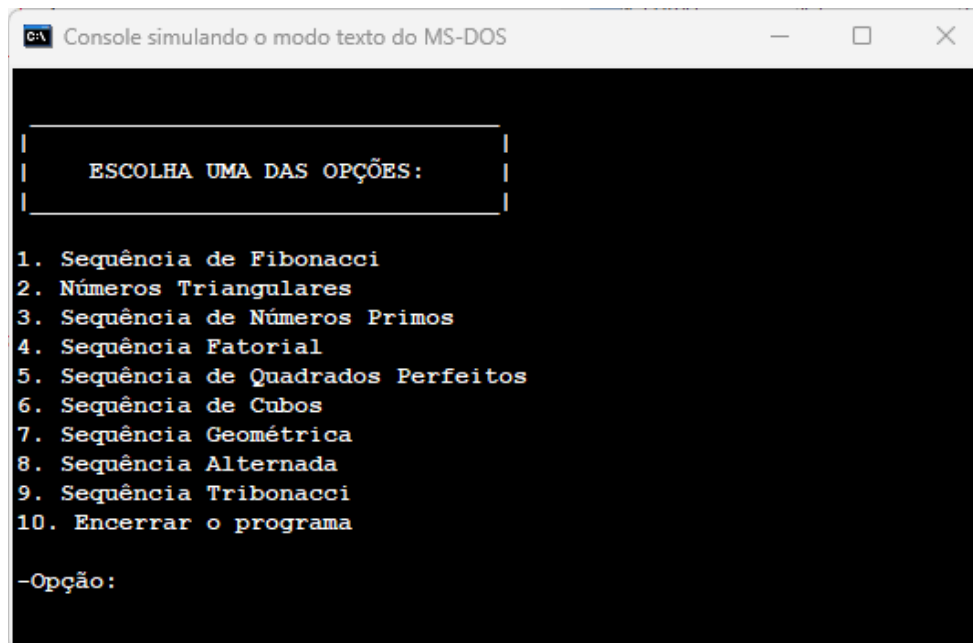 Console simulando o modo texto do MS-DOS
ESCOLHA UMA DAS OPÇÕES:
1. Sequência de Fibonacci
2. Números Triangulares
3. Sequência de Números Primos
4. Sequência Fatorial
5. Sequência de Quadrados Perfeitos
6. Sequência de Cubos
7. Sequência Geométrica
8. Sequência Alternada
9. Sequência Tribonacci
10. Encerrar o programa
-Opção: